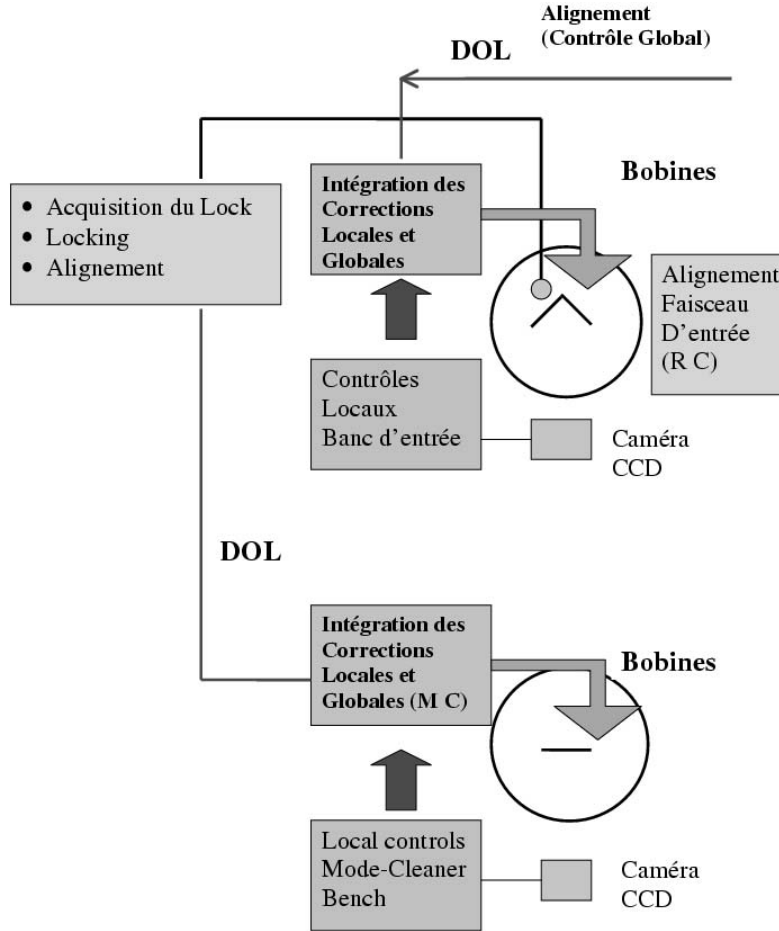 Alignement
(Contrôle Global)
DOL
Bobines
• Acquisition du Lock
• Locking
• Alignement
Intégration des
Corrections
Locales et
Globales
Alignement
Faisceau
D'entrée
(R C)
Contrôles
Locaux
Banc d'entrée
Caméra
CCD
DOL
Intégration des
Corrections
Locales et
Globales (M C)
Bobines
Local controls
Mode-Cleaner
Bench
Caméra
CCD